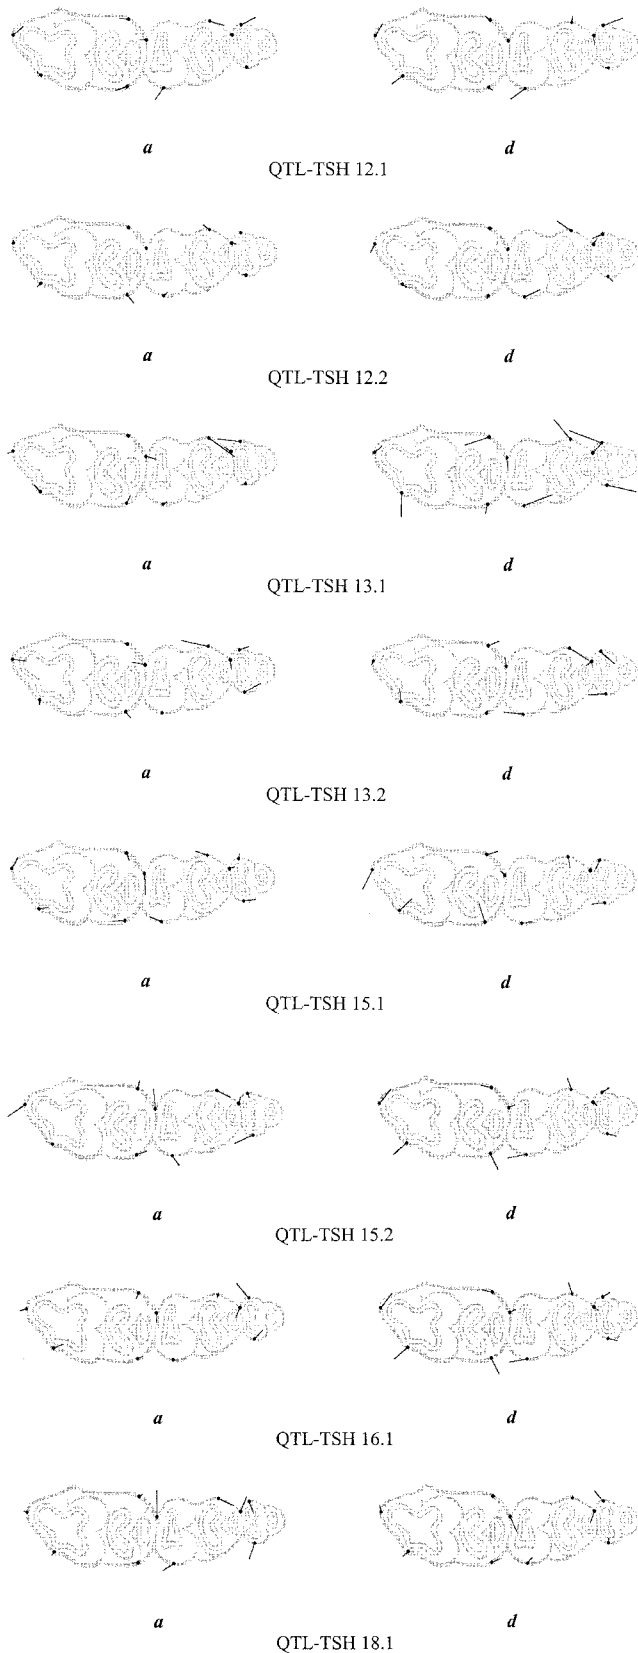 a d
QTL-TSH 12.1
a d
QTL-TSH 12.2
a d
QTL-TSH 13.1
a d
QTL-TSH 13.2
a d
QTL-TSH 15.1
a d
QTL-TSH 15.2
a d
QTL-TSH 16.1
a d
QTL-TSH 18.1